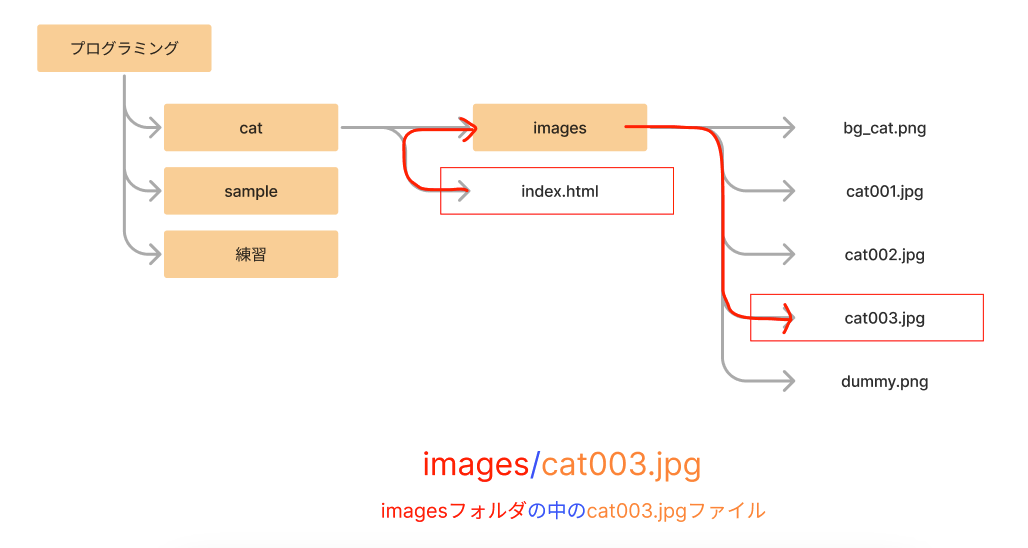 プログラミング
cat
images
bg_cat.png
sample
index.html
cat001.jpg
練習
cat002.jpg
cat003.jpg
dummy.png
images/cat003.jpg
imagesフォルダの中のcat003.jpgファイル